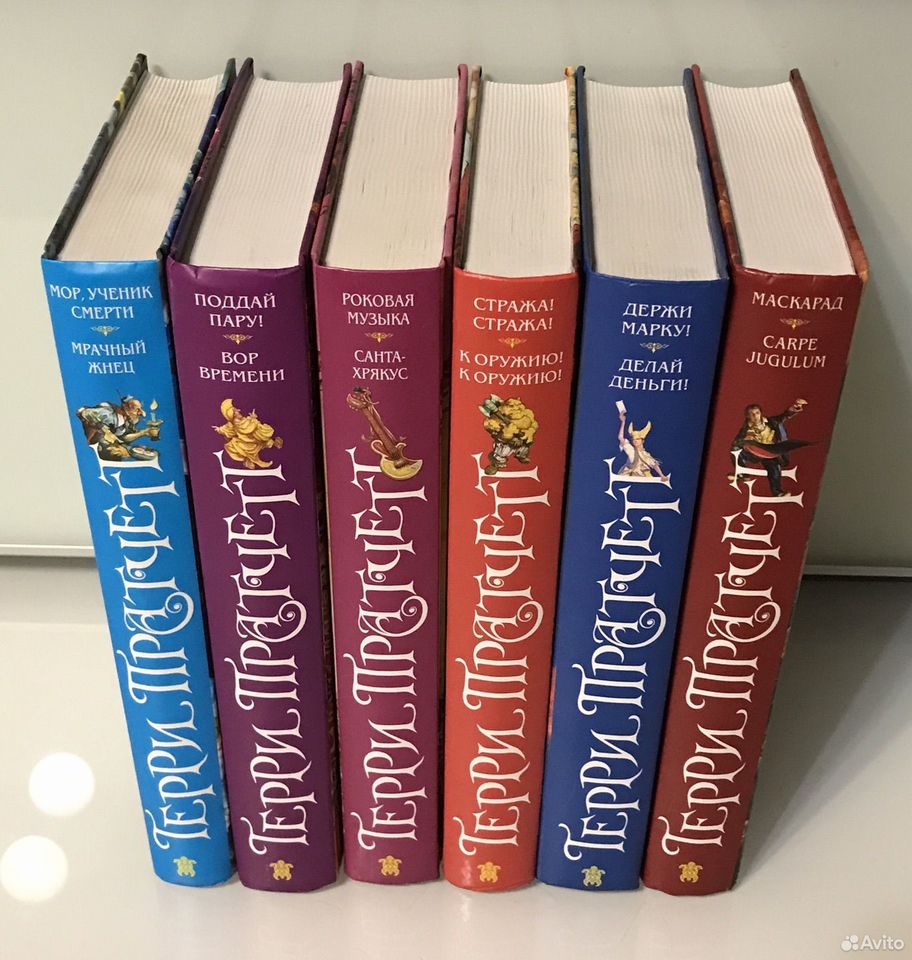 МОР, УЧЕНИК
СМЕРТИ
МРАЧНЫЙ
ЖНЕЦ
ТЕРРИ ПРАТЧЕТТ
ПОДДАЙ
ПАРУ!
ВОР
ВРЕМЕНИ
ТЕРРИ ПРАТЧЕТТ
РОКОВАЯ
МУЗЫКА
САНТА-
ХРЯКУС
ТЕРРИ ПРАТЧЕТТ
СТРАЖА!
СТРАЖА!
К ОРУЖИЮ!
К ОРУЖИЮ!
ТЕРРИ ПРАТЧЕТТ
ДЕРЖИ
МАРКУ!
ДЕЛАЙ
ДЕНЬГИ!
ТЕРРИ ПРАТЧЕТТ
МАСКАРАД
CARPE
JUGULUM
ТЕРРИ ПРАТЧЕТТ
Avito